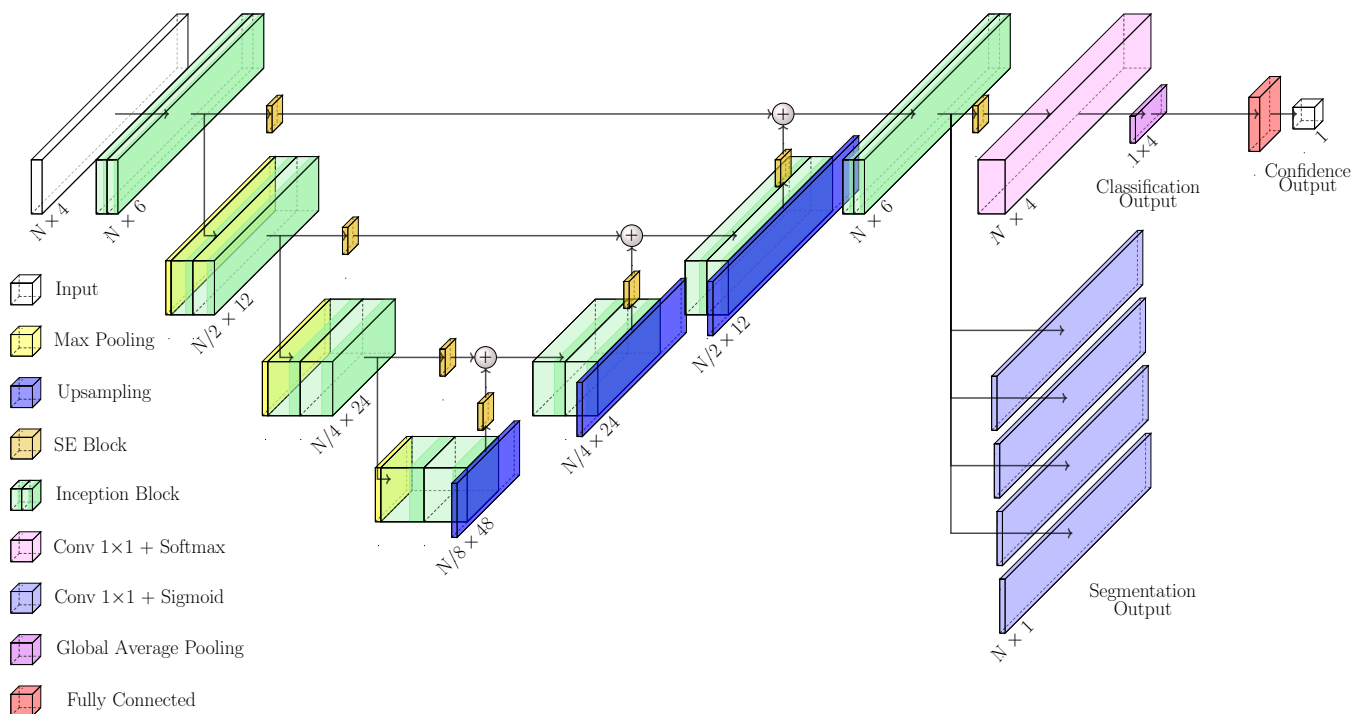 N × 4
N × 6
N/2 × 12
N/4 × 24
N/8 × 48
N/4 × 24
N/2 × 12
N × 6
N × 4
1×4
Classification
Output
1
Confidence
Output
N × 1
Segmentation
Output
+
+
+
Input
Max Pooling
Upsampling
SE Block
Inception Block
Conv 1×1 + Softmax
Conv 1×1 + Sigmoid
Global Average Pooling
Fully Connected